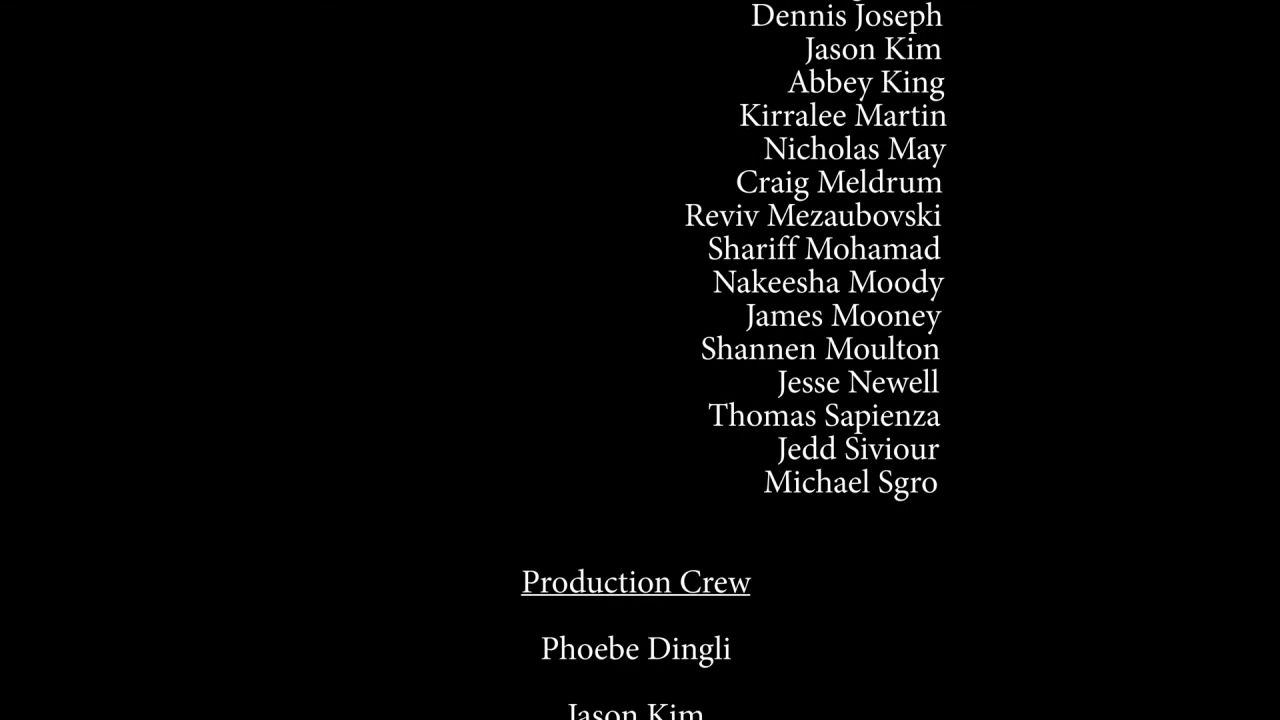 Dennis Joseph
Jason Kim
Abbey King
Kirralee Martin
Nicholas May
Craig Meldrum
Reviv Mezaubovski
Shariff Mohamad
Nakeesha Moody
James Mooney
Shannen Moulton
Jesse Newell
Thomas Sapienza
Jedd Siviour
Michael Sgro
Production Crew
Phoebe Dingli
Jason Kim